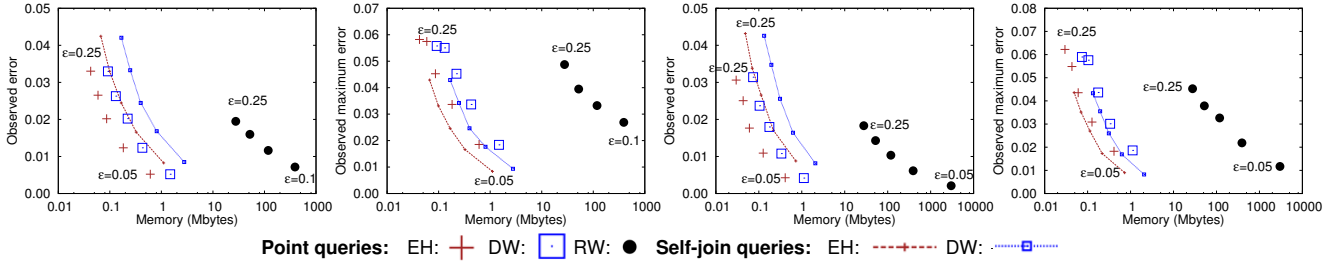 Observed error
0.05
0.04
0.03
0.02
0.01
0.00
ε=0.25
ε=0.25
ε=0.05
ε=0.1
0.01 0.1 1 10 100 1000
Memory (Mbytes)
Observed maximum error
0.07
0.06
0.05
0.04
0.03
0.02
0.01
0.00
ε=0.25
ε=0.25
ε=0.05
ε=0.1
0.01 0.1 1 10 100 1000
Memory (Mbytes)
Observed error
0.05
0.04
0.03
0.02
0.01
0.00
ε=0.25
ε=0.25
ε=0.25
ε=0.05
ε=0.05
0.01 0.1 1 10 100 1000 10000
Memory (Mbytes)
Observed maximum error
0.08
0.07
0.06
0.05
0.04
0.03
0.02
0.01
0.00
ε=0.25
ε=0.25
ε=0.05
ε=0.05
0.01 0.1 1 10 100 1000 10000
Memory (Mbytes)
Point queries: EH: DW: RW: Self-join queries: EH: DW: